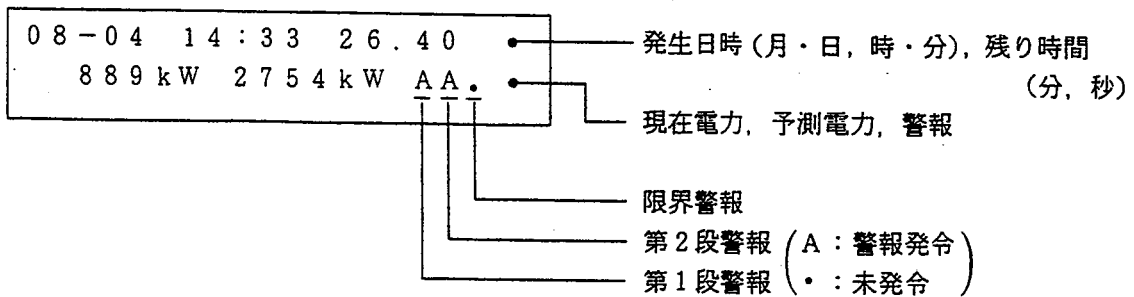 08-04 14:33 26.40
889kW 2754kW AA.
発生日時(月・日,時・分),残り時間
(分,秒)
現在電力,予測電力,警報
限界警報
第2段警報
第1段警報
(A:警報発令
・:未発令)